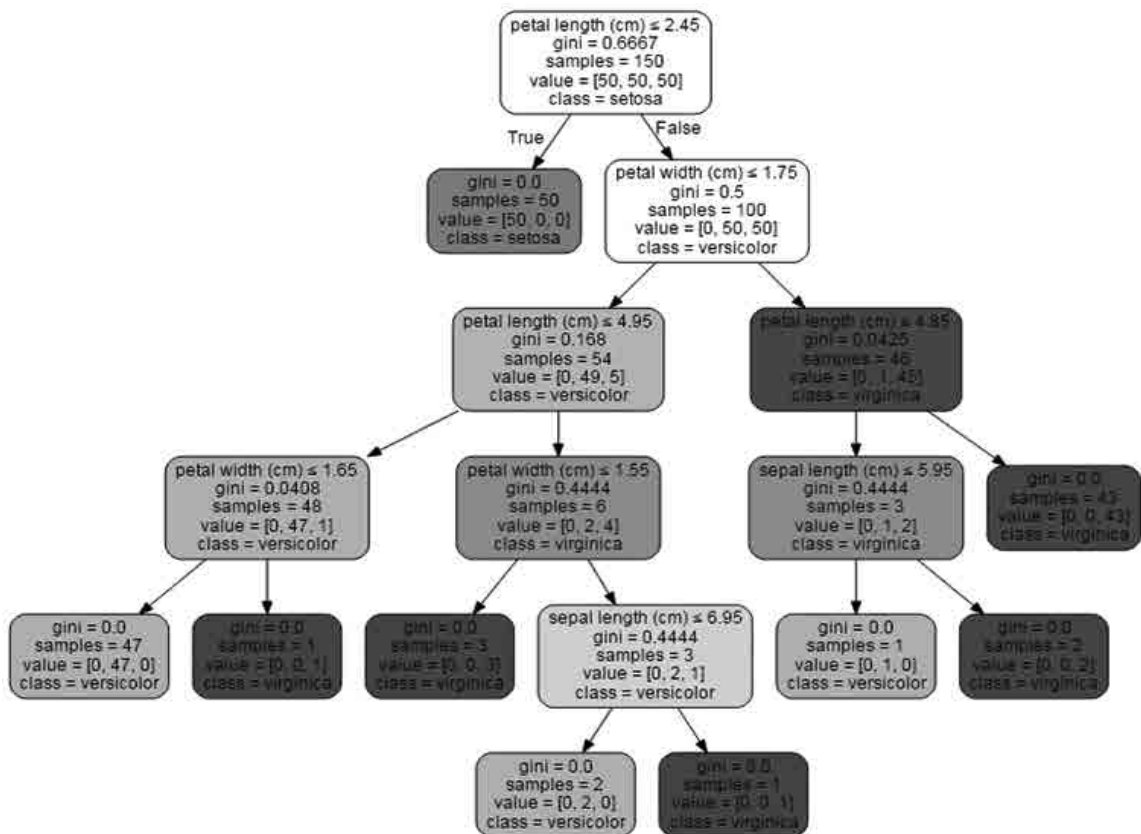 petal length (cm) ≤ 2.45
gini = 0.6667
samples = 150
value = [50, 50, 50]
class = setosa
True
False
gini = 0.0
samples = 50
value = [50, 0, 0]
class = setosa
petal width (cm) ≤ 1.75
gini = 0.5
samples = 100
value = [0, 50, 50]
class = versicolor
petal length (cm) ≤ 4.95
gini = 0.168
samples = 54
value = [0, 49, 5]
class = versicolor
petal length (cm) ≤ 4.85
gini = 0.0425
samples = 46
value = [0, 1, 45]
class = virginica
petal width (cm) ≤ 1.65
gini = 0.0408
samples = 48
value = [0, 47, 1]
class = versicolor
petal width (cm) ≤ 1.55
gini = 0.4444
samples = 6
value = [0, 2, 4]
class = virginica
sepal length (cm) ≤ 5.95
gini = 0.4444
samples = 3
value = [0, 1, 2]
class = virginica
gini = 0.0
samples = 43
value = [0, 0, 43]
class = virginica
gini = 0.0
samples = 47
value = [0, 47, 0]
class = versicolor
gini = 0.0
samples = 1
value = [0, 0, 1]
class = virginica
gini = 0.0
samples = 3
value = [0, 0, 3]
class = virginica
sepal length (cm) ≤ 6.95
gini = 0.4444
samples = 3
value = [0, 2, 1]
class = versicolor
gini = 0.0
samples = 1
value = [0, 1, 0]
class = versicolor
gini = 0.0
samples = 2
value = [0, 0, 2]
class = virginica
gini = 0.0
samples = 2
value = [0, 2, 0]
class = versicolor
gini = 0.0
samples = 1
value = [0, 0, 1]
class = virginica